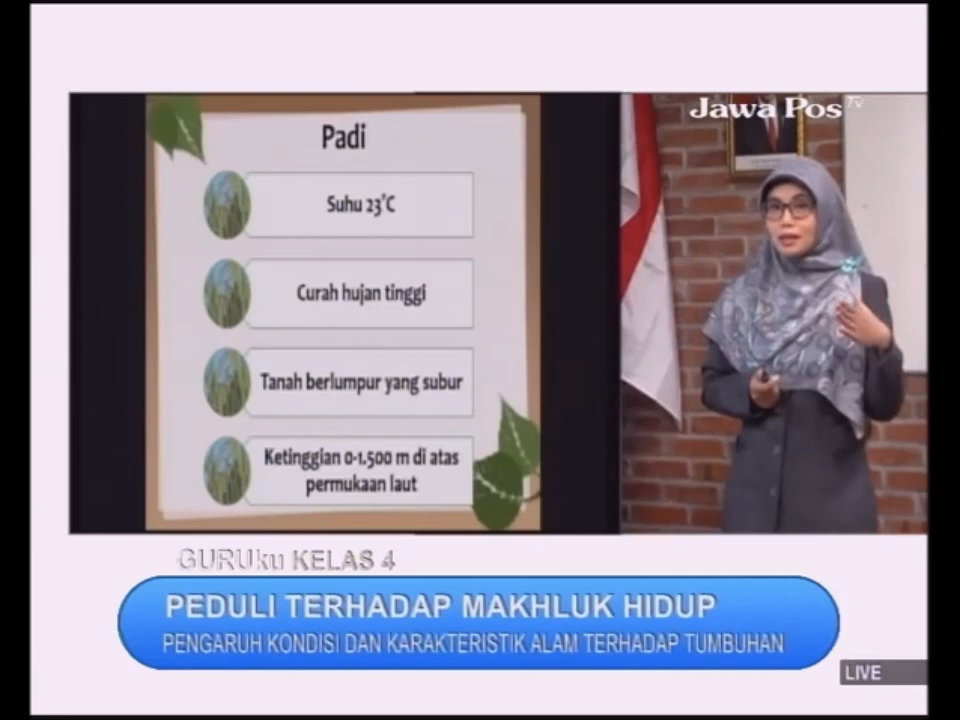 Jawa Pos TV
Padi
Suhu 23°C
Curah hujan tinggi
Tanah berlumpur yang subur
Ketinggian 0-1.500 m di atas
permukaan laut
GURUku KELAS 4
PEDULI TERHADAP MAKHLUK HIDUP
PENGARUH KONDISI DAN KARAKTERISTIK ALAM TERHADAP TUMBUHAN
LIVE